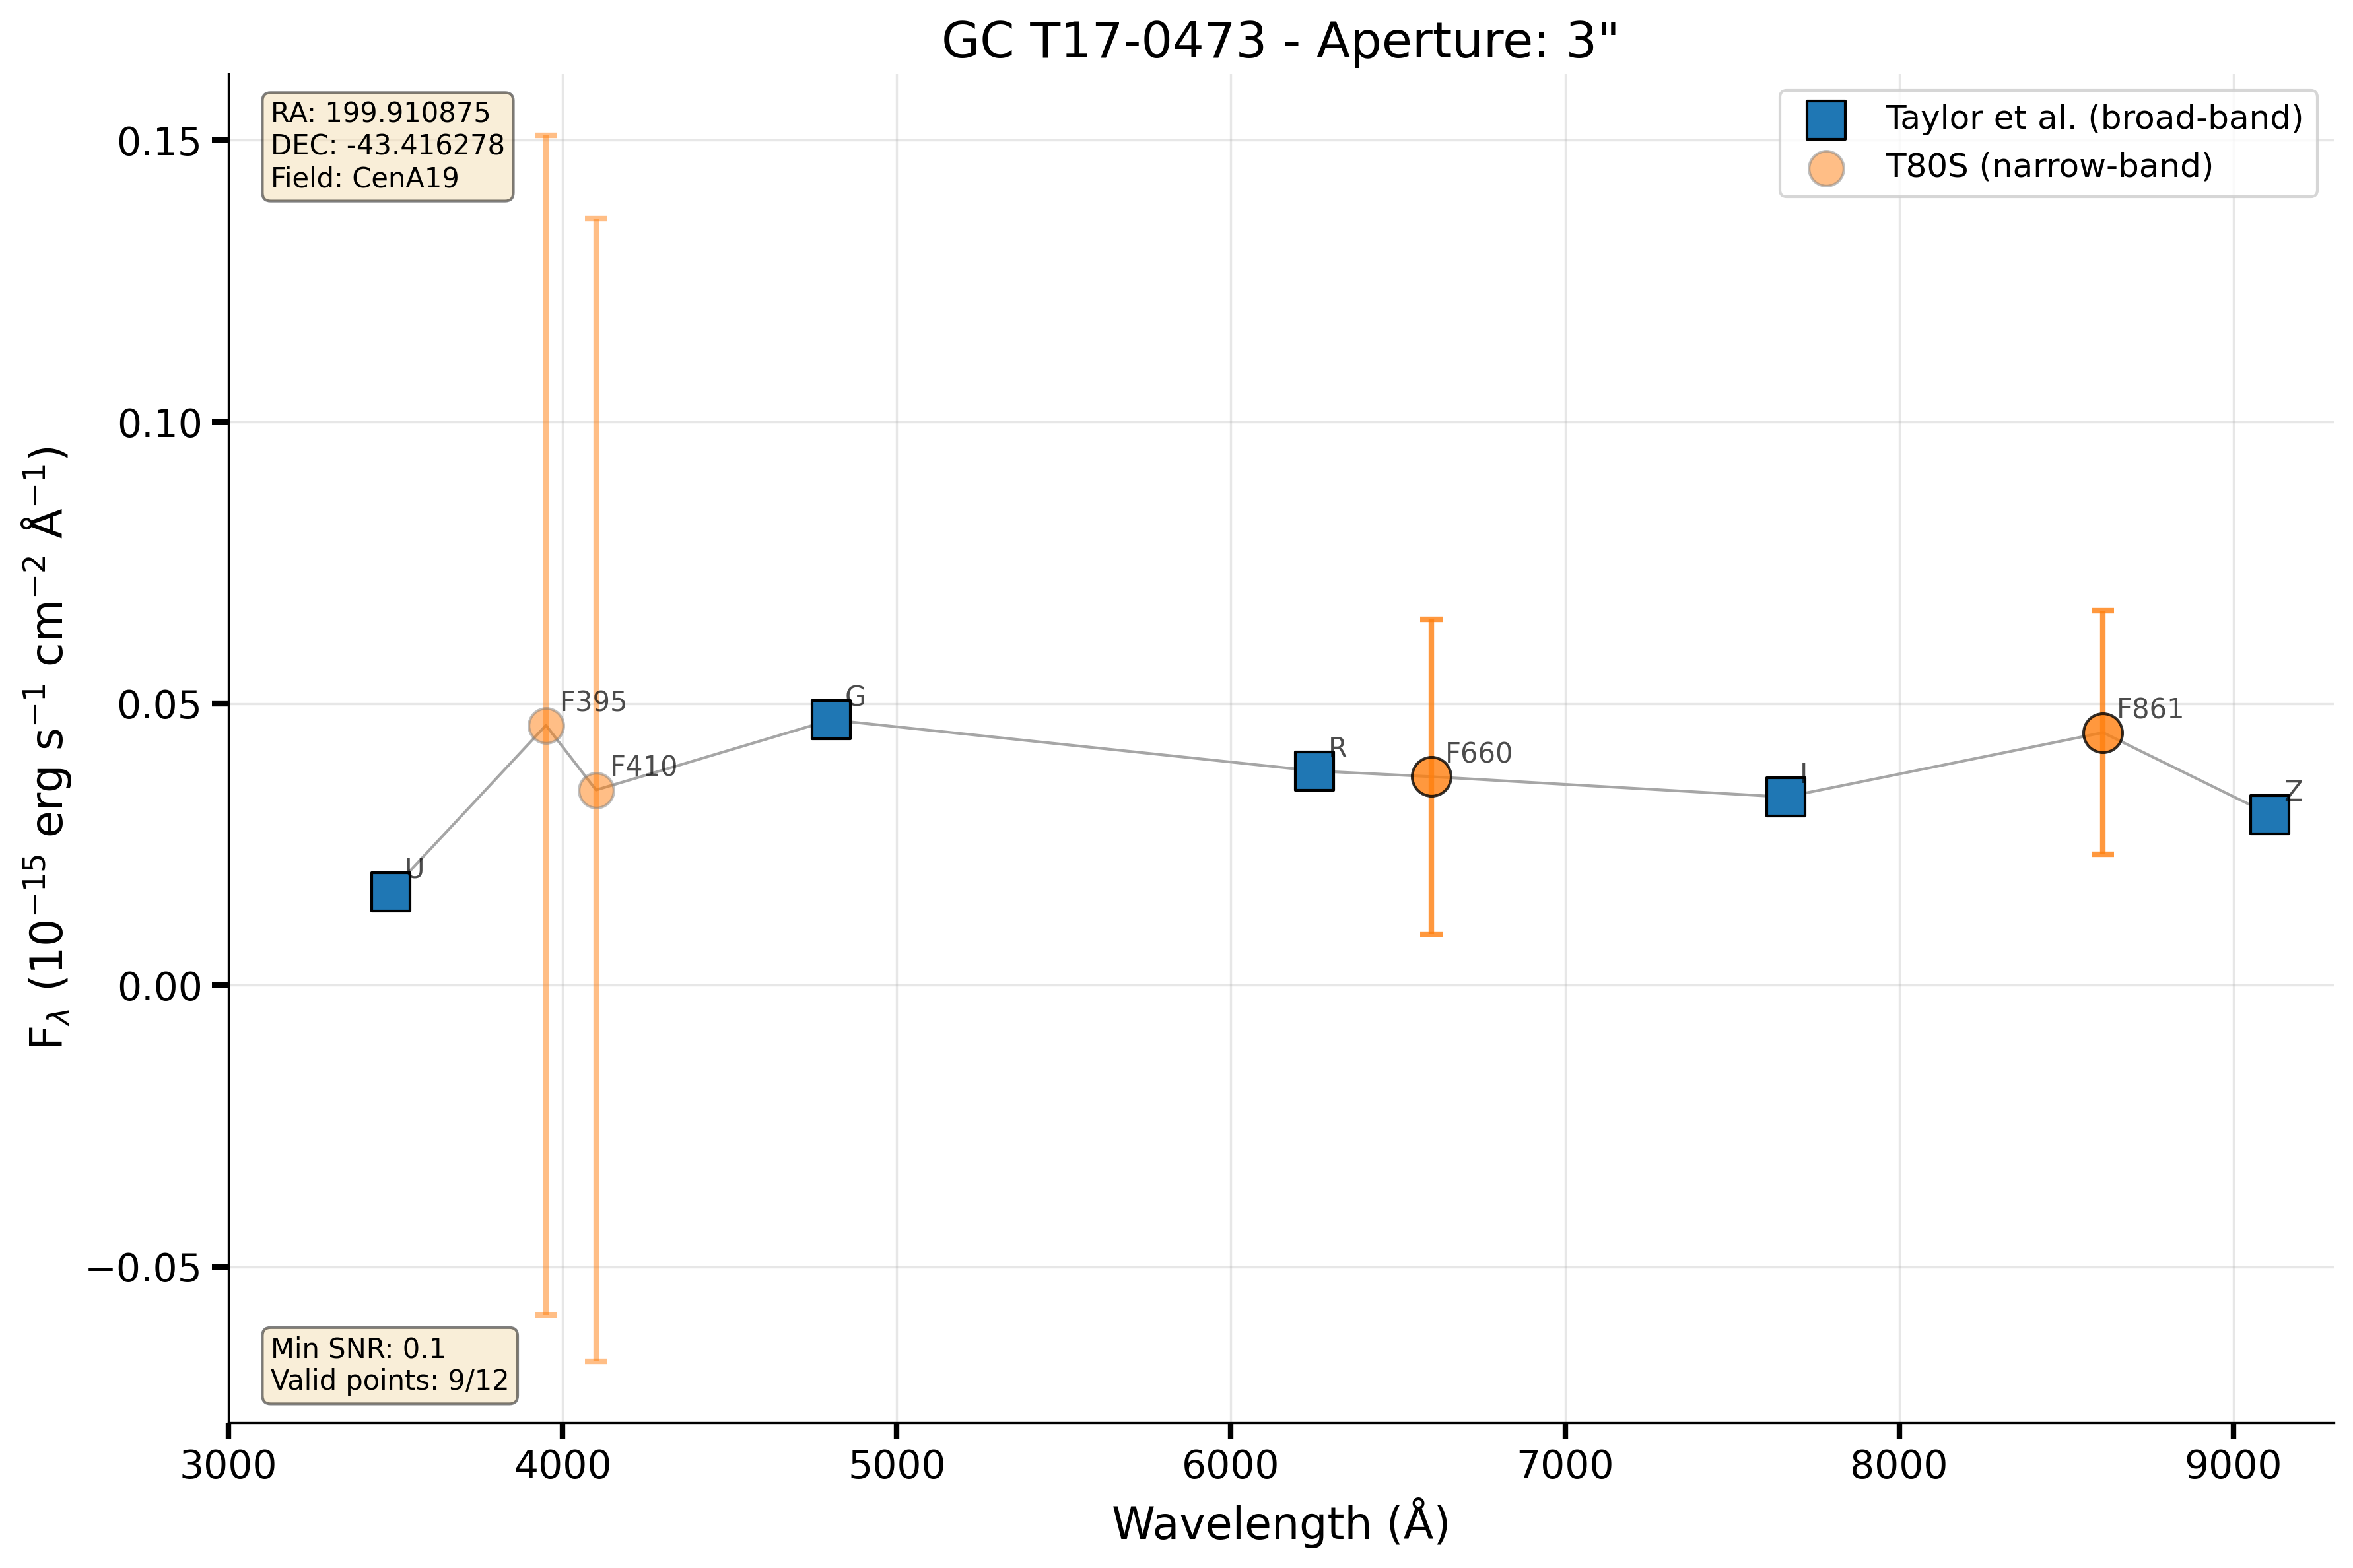 GC T17-0473 - Aperture: 3"
RA: 199.910875
DEC: -43.416278
Field: CenA19
Taylor et al. (broad-band)
T80S (narrow-band)
0.15
0.10
0.05
0.00
−0.05
F_λ (10⁻¹⁵ erg s⁻¹ cm⁻² Å⁻¹)
U
F395
F410
G
R
F660
I
F861
Z
Min SNR: 0.1
Valid points: 9/12
3000 4000 5000 6000 7000 8000 9000
Wavelength (Å)